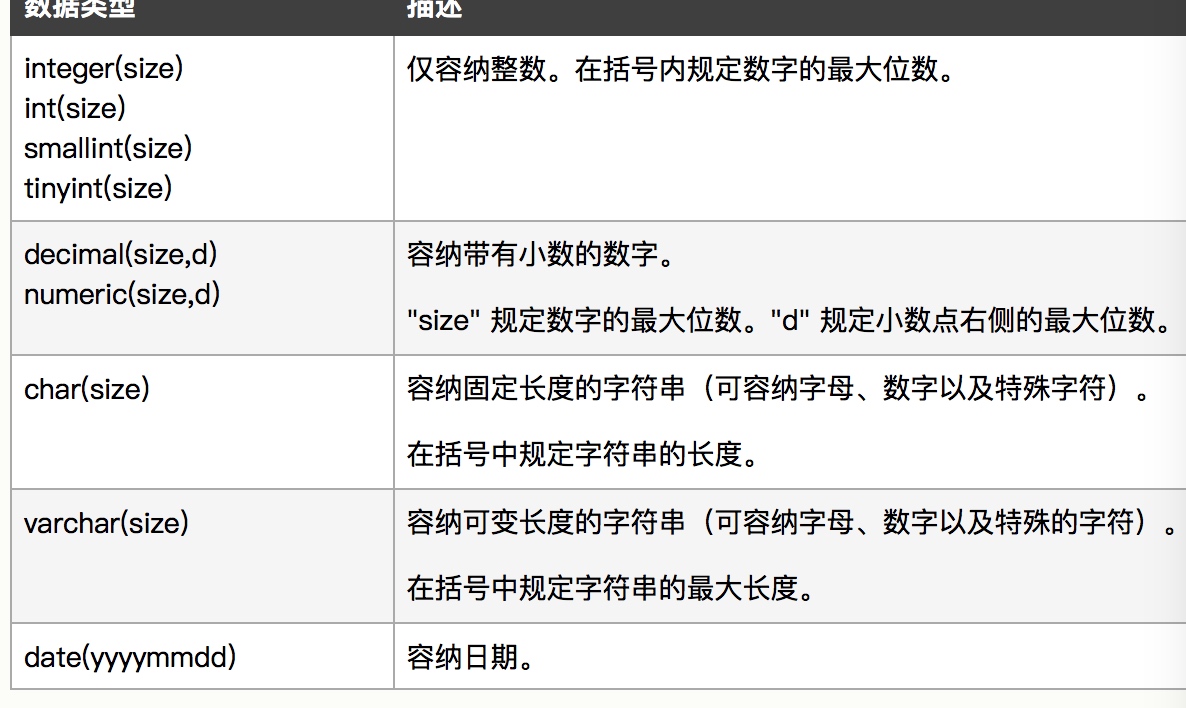 数据类型 描述
integer(size) 仅容纳整数。在括号内规定数字的最大位数。
int(size)
smallint(size)
tinyint(size)
decimal(size,d) 容纳带有小数的数字。
numeric(size,d)
"size" 规定数字的最大位数。"d" 规定小数点右侧的最大位数。
char(size) 容纳固定长度的字符串（可容纳字母、数字以及特殊字符）。
在括号中规定字符串的长度。
varchar(size) 容纳可变长度的字符串（可容纳字母、数字以及特殊的字符）。
在括号中规定字符串的最大长度。
date(yyyymmdd) 容纳日期。